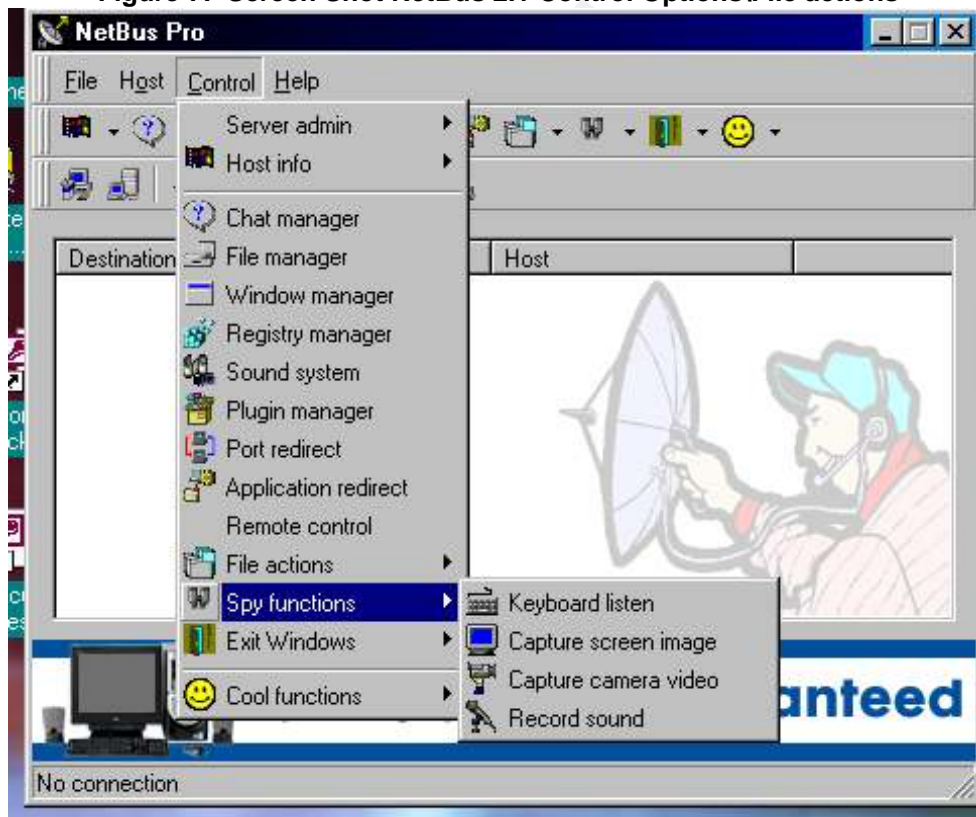 NetBus Pro
File Host Control Help
Server admin
Host info
Chat manager
File manager
Window manager
Registry manager
Sound system
Plugin manager
Port redirect
Application redirect
Remote control
File actions
Spy functions
Exit Windows
Cool functions
Destination
Host
Keyboard listen
Capture screen image
Capture camera video
Record sound
anteed
No connection